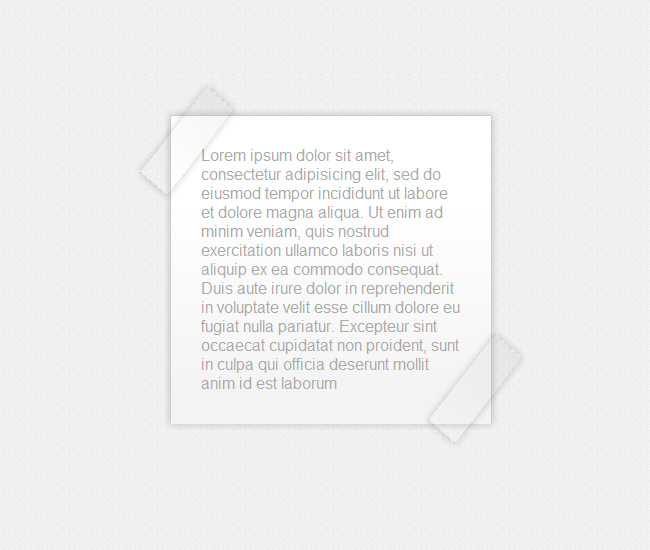 Lorem ipsum dolor sit amet,
consectetur adipisicing elit, sed do
eiusmod tempor incididunt ut labore
et dolore magna aliqua. Ut enim ad
minim veniam, quis nostrud
exercitation ullamco laboris nisi ut
aliquip ex ea commodo consequat.
Duis aute irure dolor in reprehenderit
in voluptate velit esse cillum dolore eu
fugiat nulla pariatur. Excepteur sint
occaecat cupidatat non proident, sunt
in culpa qui officia deserunt mollit
anim id est laborum